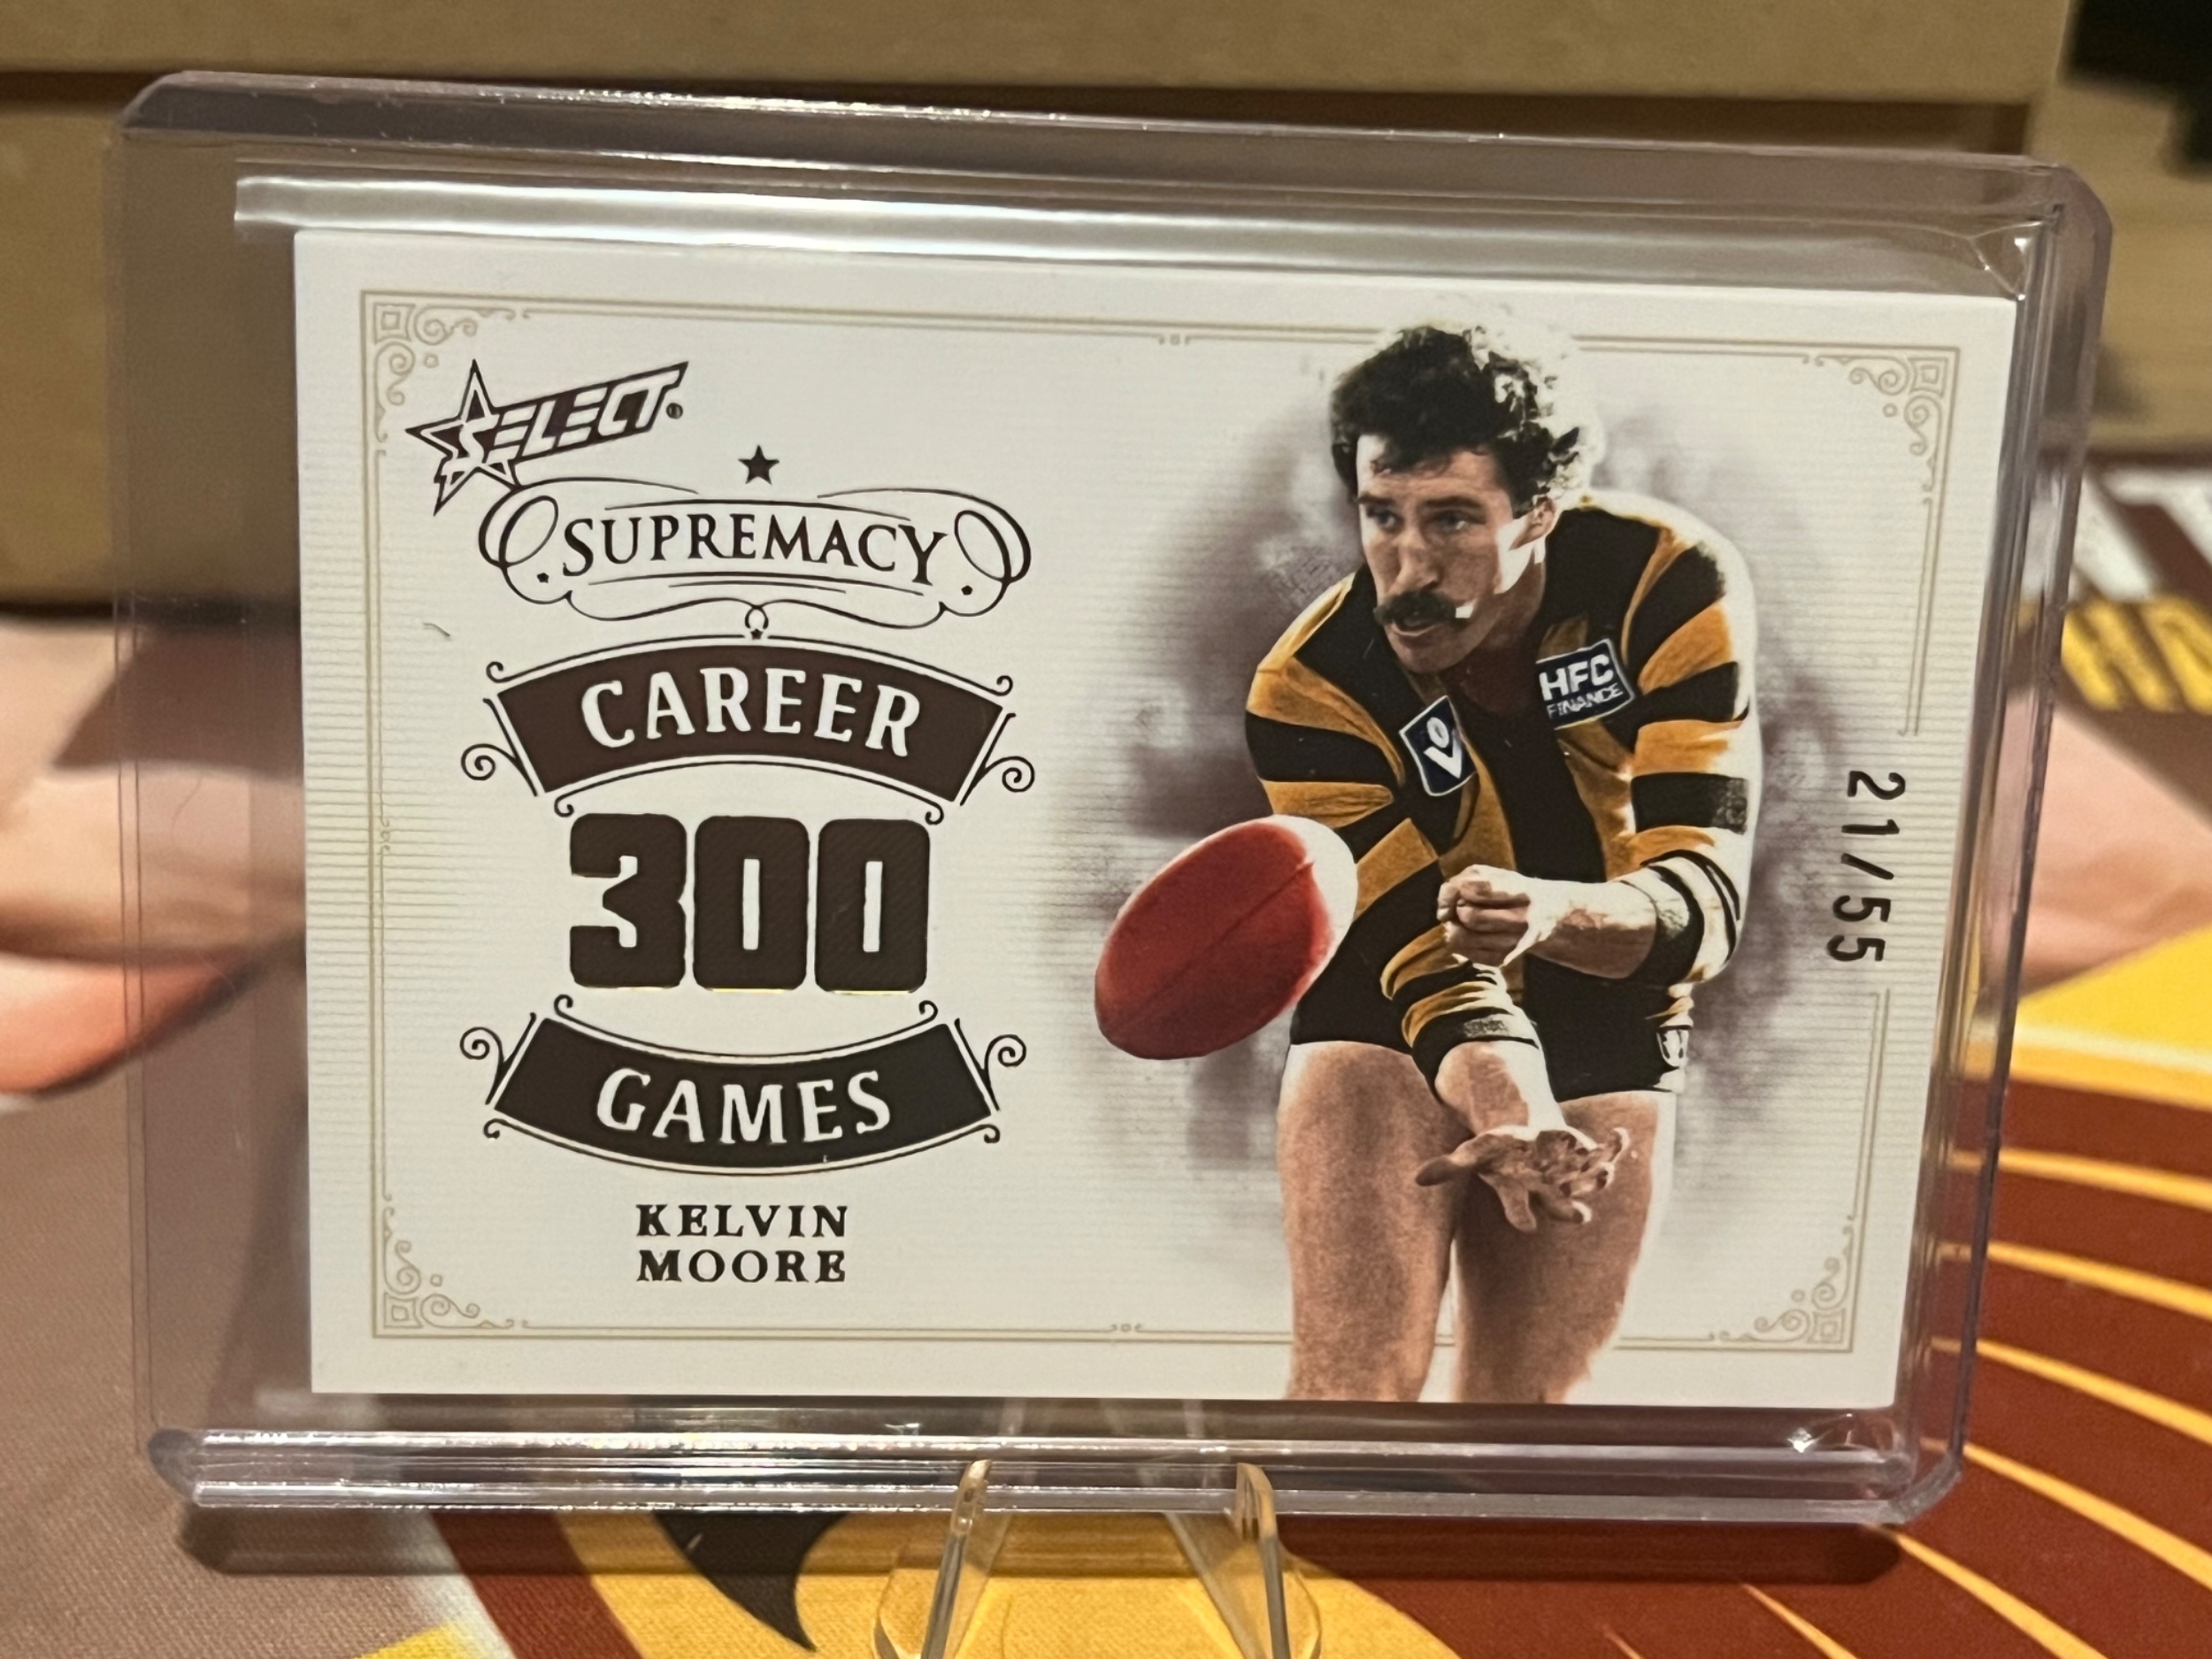 SELECT
SUPREMACY
CAREER
300
GAMES
KELVIN
MOORE
HFC
FINANCE
V
21/55